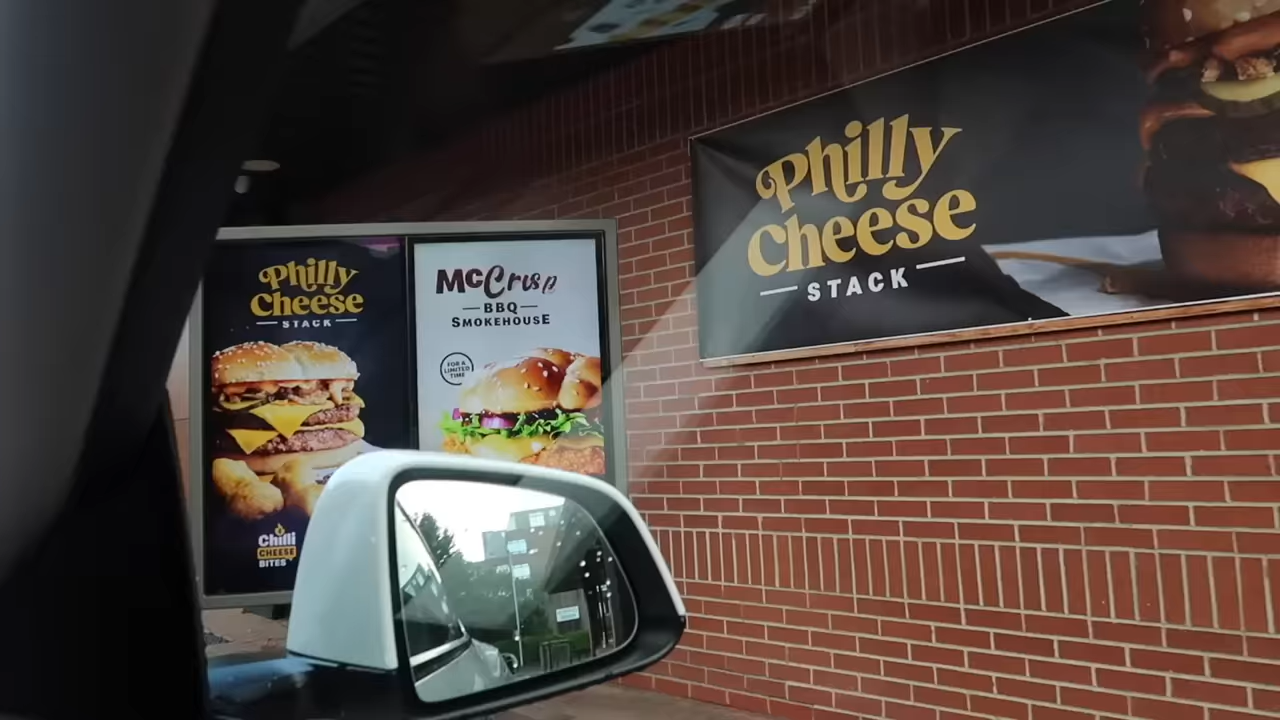 Philly
Cheese
STACK
Chilli
CHEESE
BITES
McCrisp
BBQ
SMOKEHOUSE
FOR A
LIMITED
TIME
Philly
Cheese
STACK